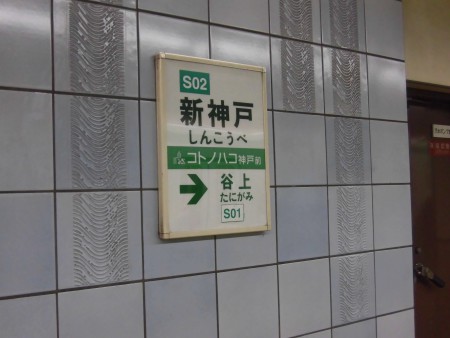 S02
新神戸
しんこうべ
コトノハコ神戸前
→ 谷上
たにがみ
S01